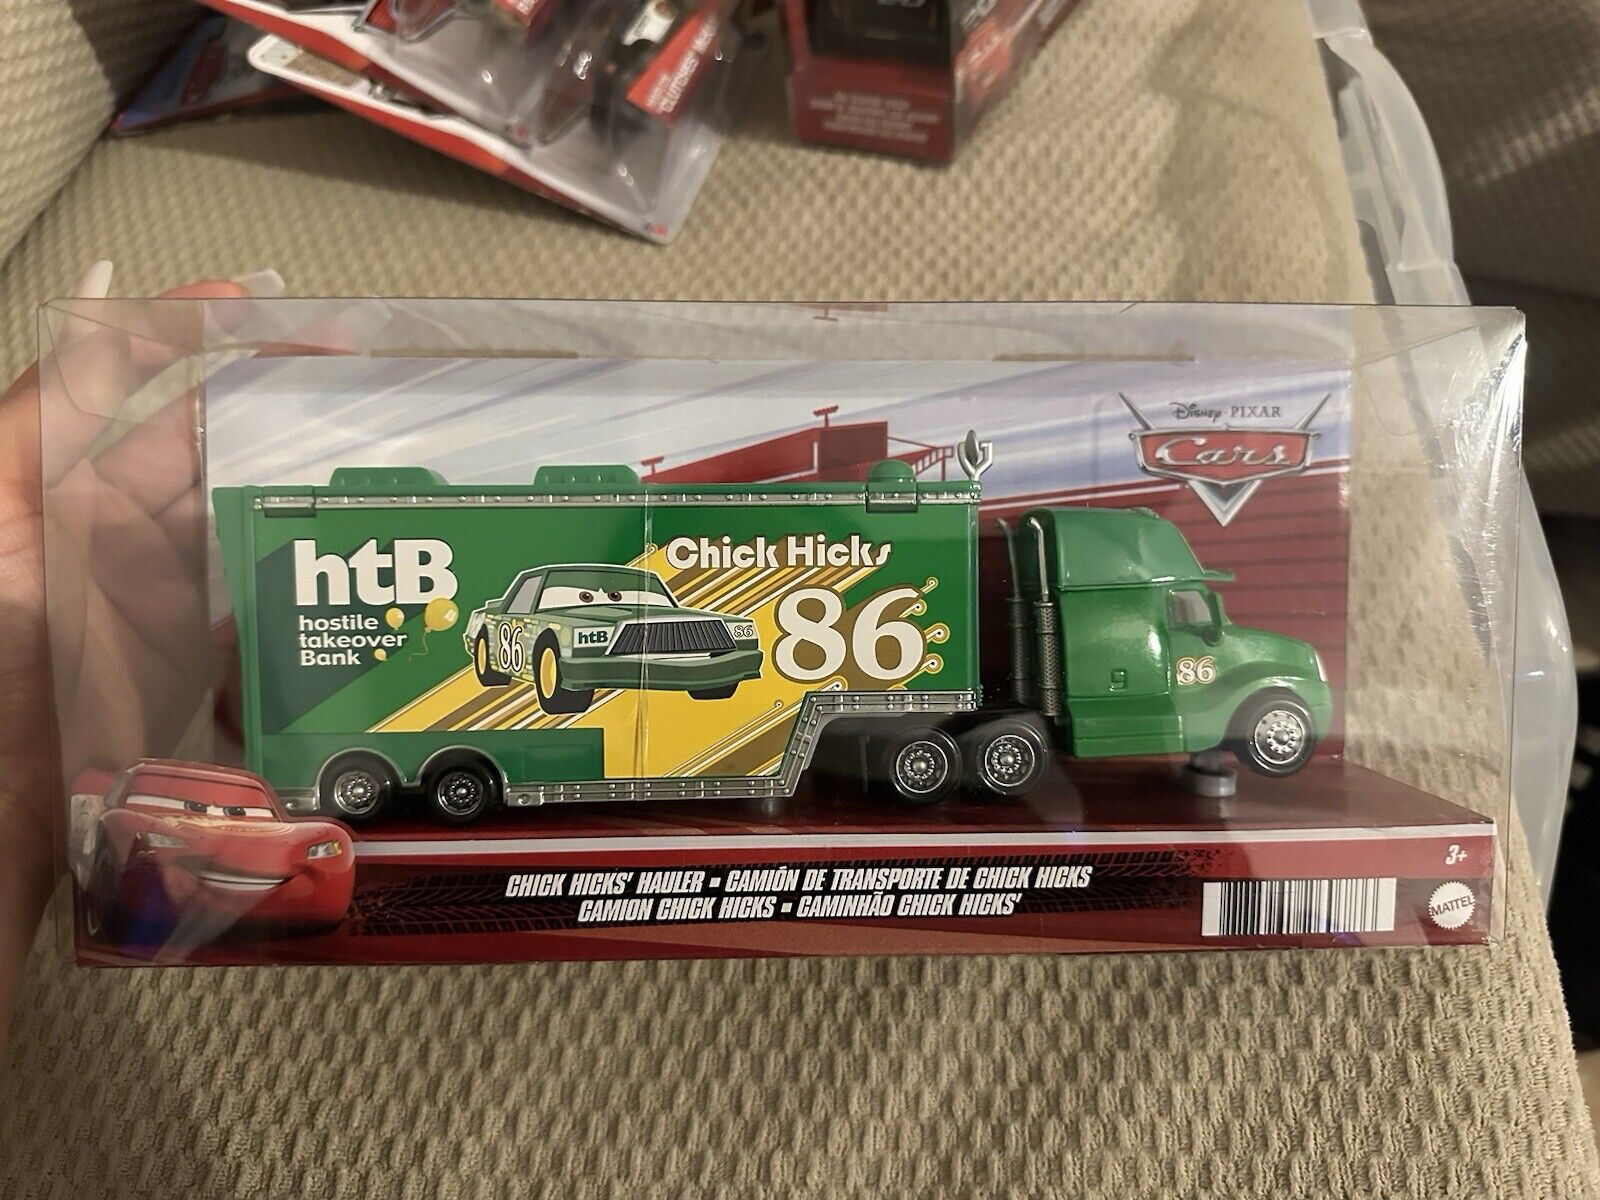 Disney · PIXAR
Cars
htB
hostile
takeover
Bank
Chick Hicks
86
86
htB
86
86
CHICK HICKS' HAULER ▪ CAMIÓN DE TRANSPORTE DE CHICK HICKS
CAMION CHICK HICKS ▪ CAMINHÃO CHICK HICKS'
3+
MATTEL